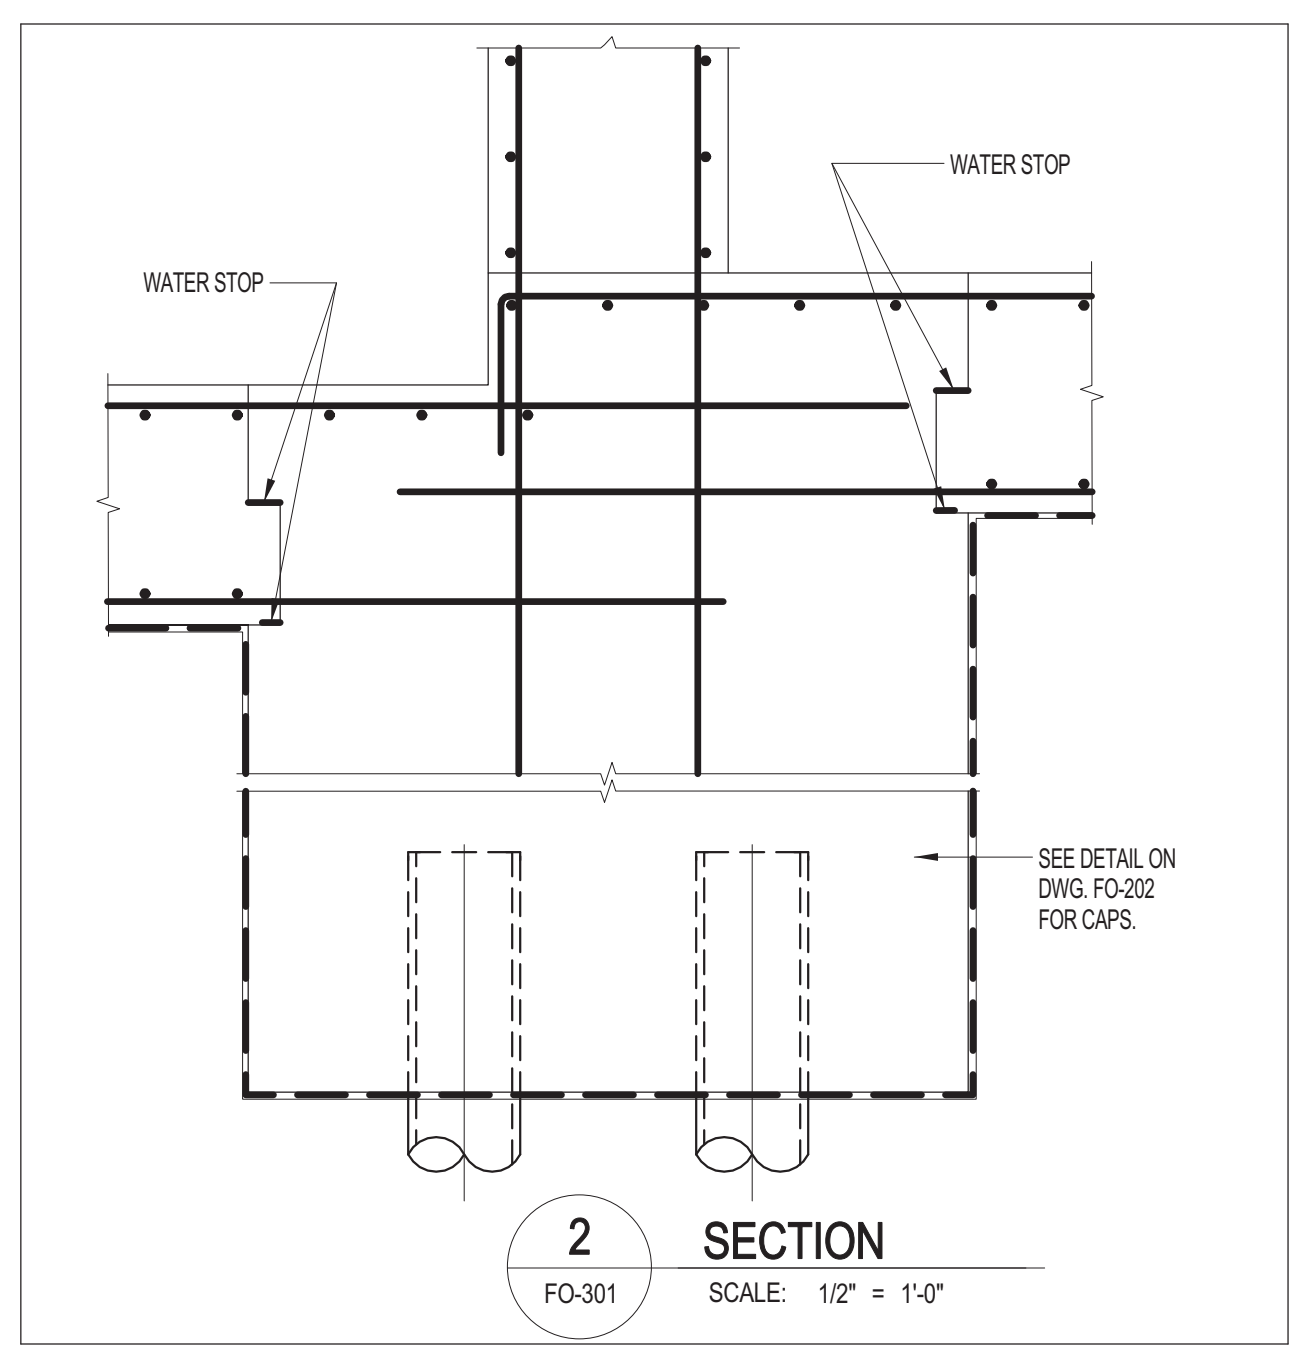 WATER STOP
WATER STOP
SEE DETAIL ON
DWG. FO-202
FOR CAPS.
2
FO-301
SECTION
SCALE: 1/2" = 1'-0"